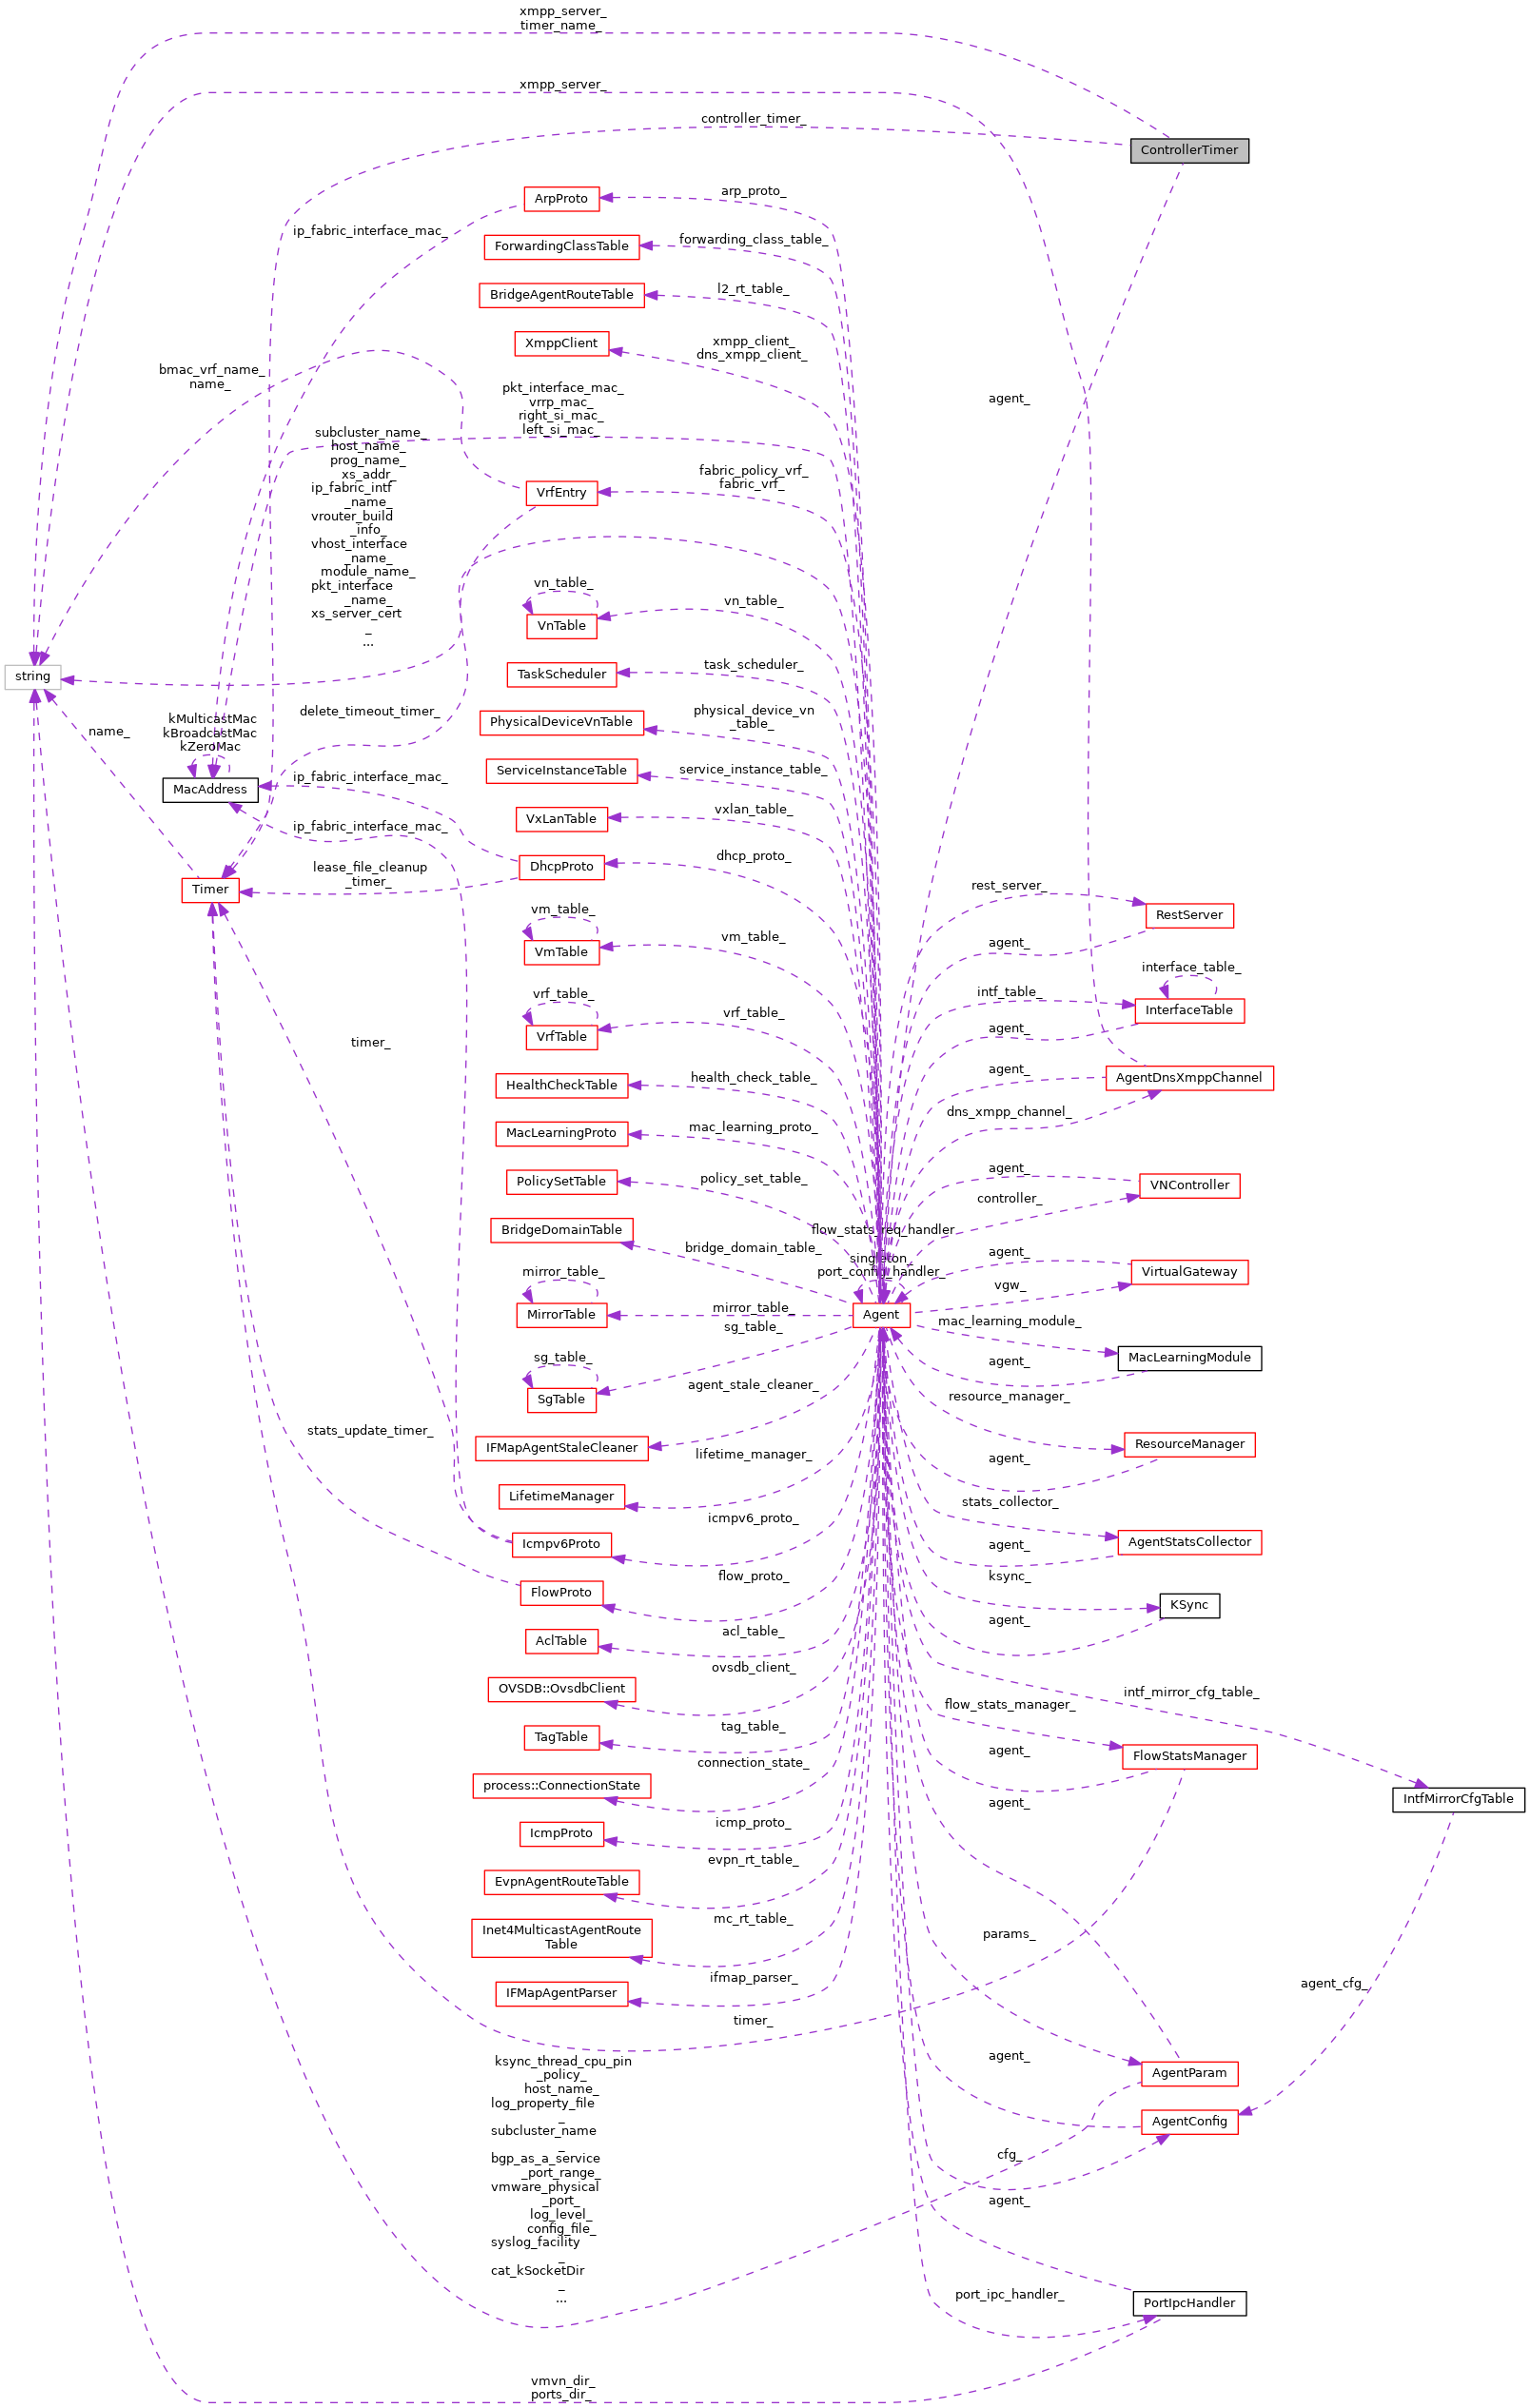 xmpp_server_
timer_name_
xmpp_server_
controller_timer_
ControllerTimer
arp_proto_
ArpProto
ip_fabric_interface_mac_
forwarding_class_table_
ForwardingClassTable
l2_rt_table_
BridgeAgentRouteTable
xmpp_client_
dns_xmpp_client_
XmppClient
bmac_vrf_name_
name_
agent_
pkt_interface_mac_
vrrp_mac_
right_si_mac_
left_si_mac_
subcluster_name_
host_name_
prog_name_
xs_addr_
ip_fabric_intf
_name_
vrouter_build
_info_
vhost_interface
_name_
module_name_
pkt_interface
_name_
xs_server_cert
_
...
fabric_policy_vrf_
fabric_vrf_
VrfEntry
vn_table_
vn_table_
VnTable
task_scheduler_
TaskScheduler
string
physical_device_vn
_table_
PhysicalDeviceVnTable
delete_timeout_timer_
name_
kMulticastMac
kBroadcastMac
kZeroMac
MacAddress
service_instance_table_
ServiceInstanceTable
ip_fabric_interface_mac_
vxlan_table_
VxLanTable
ip_fabric_interface_mac_
dhcp_proto_
DhcpProto
lease_file_cleanup
_timer_
Timer
rest_server_
RestServer
vm_table_
vm_table_
VmTable
agent_
interface_table_
intf_table_
InterfaceTable
vrf_table_
vrf_table_
VrfTable
agent_
timer_
agent_
AgentDnsXmppChannel
health_check_table_
HealthCheckTable
dns_xmpp_channel_
mac_learning_proto_
MacLearningProto
agent_
VNController
policy_set_table_
PolicySetTable
controller_
flow_stats_req_handler_
BridgeDomainTable
bridge_domain_table_
singleton_
port_config_handler_
agent_
VirtualGateway
vgw_
mirror_table_
mirror_table_
MirrorTable
Agent
mac_learning_module_
sg_table_
sg_table_
SgTable
MacLearningModule
agent_
agent_stale_cleaner_
resource_manager_
stats_update_timer_
IFMapAgentStaleCleaner
ResourceManager
lifetime_manager_
agent_
LifetimeManager
stats_collector_
icmpv6_proto_
Icmpv6Proto
AgentStatsCollector
agent_
flow_proto_
FlowProto
ksync_
KSync
agent_
acl_table_
AclTable
ovsdb_client_
OVSDB::OvsdbClient
intf_mirror_cfg_table_
flow_stats_manager_
tag_table_
TagTable
agent_
FlowStatsManager
connection_state_
process::ConnectionState
agent_
IntfMirrorCfgTable
icmp_proto_
IcmpProto
evpn_rt_table_
EvpnAgentRouteTable
mc_rt_table_
Inet4MulticastAgentRoute
Table
params_
ifmap_parser_
IFMapAgentParser
agent_cfg_
timer_
agent_
AgentParam
ksync_thread_cpu_pin
_policy_
host_name_
log_property_file
_
subcluster_name
_
bgp_as_a_service
_port_range_
vmware_physical
_port_
log_level_
config_file_
syslog_facility
_
cat_kSocketDir
_
...
AgentConfig
cfg_
agent_
port_ipc_handler_
PortIpcHandler
vmvn_dir_
ports_dir_